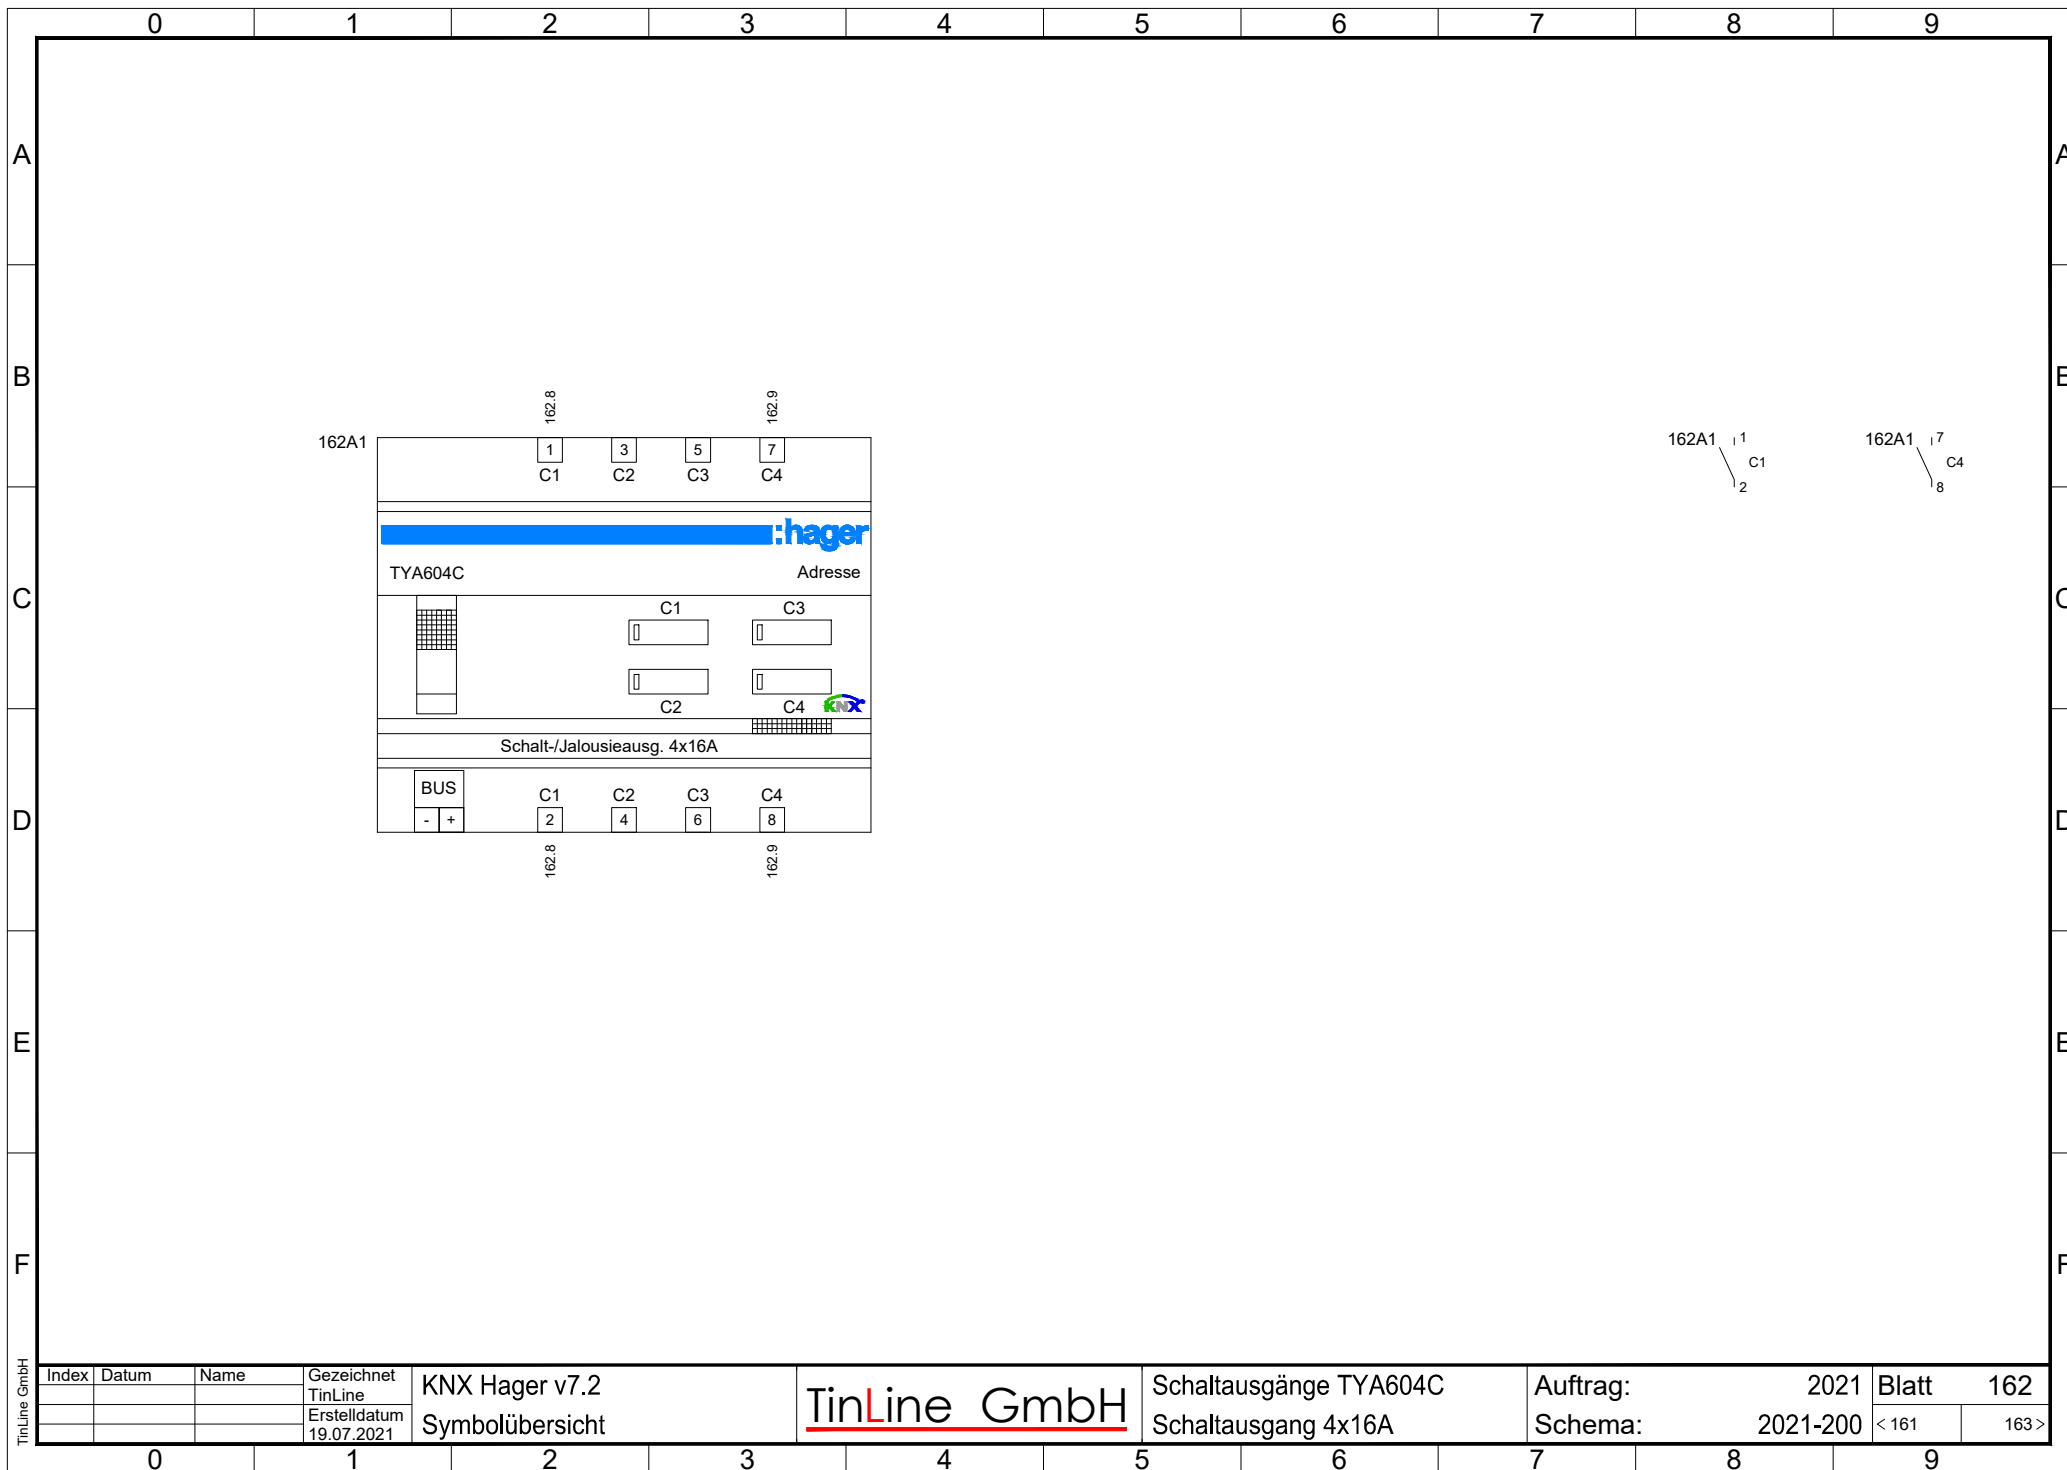 0 1 2 3 4 5 6 7 8 9
A A
B B
162.8 162.9
162A1 1 3 5 7
C1 C2 C3 C4
162A1 1 C1 2
162A1 7 C4 8
:hager
TYA604C Adresse
C C
C1 C3
C2 C4 KNX
Schalt-/Jalousieausg. 4x16A
BUS C1 C2 C3 C4
D - + 2 4 6 8 D
162.8 162.9
E E
F F
TinLine GmbH
Index Datum Name Gezeichnet
TinLine
Erstelldatum
19.07.2021
KNX Hager v7.2
Symbolübersicht
TinLine GmbH
Schaltausgänge TYA604C
Schaltausgang 4x16A
Auftrag: 2021
Schema: 2021-200
Blatt 162
< 161 163 >
0 1 2 3 4 5 6 7 8 9